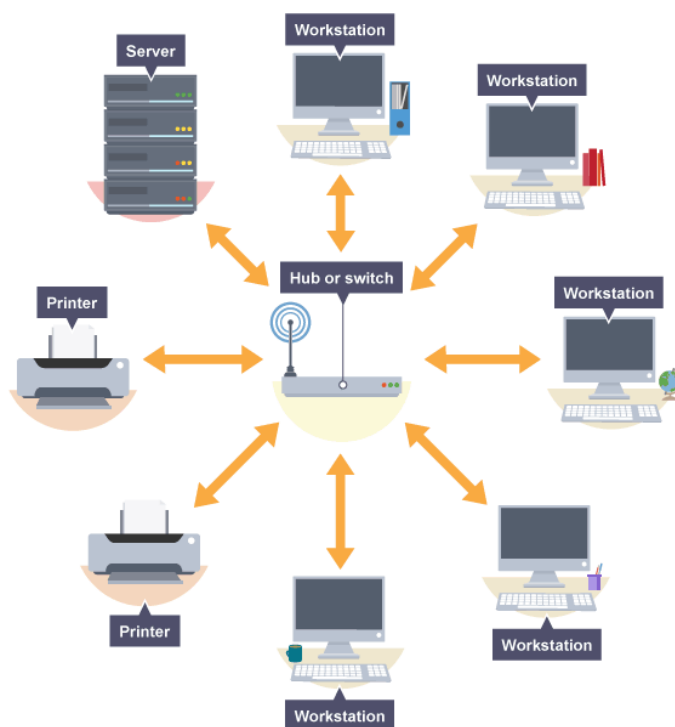 Workstation
Server
Workstation
Hub or switch
Printer
Workstation
Printer
Workstation
Workstation